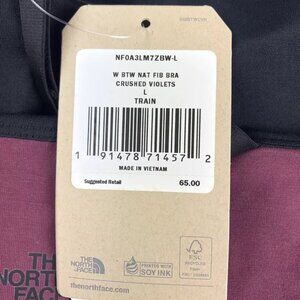 NF0A3LM7ZBW-L
W BTW NAT FIB BRA
CRUSHED VIOLETS
L
TRAIN
1 91478 71457 2
MADE IN VIETNAM
Suggested Retail 65.00
THE
NORTH
FACE
PRINTED WITH
SOY INK
FSC
thenorthface.com
THE
NORTH
FACE